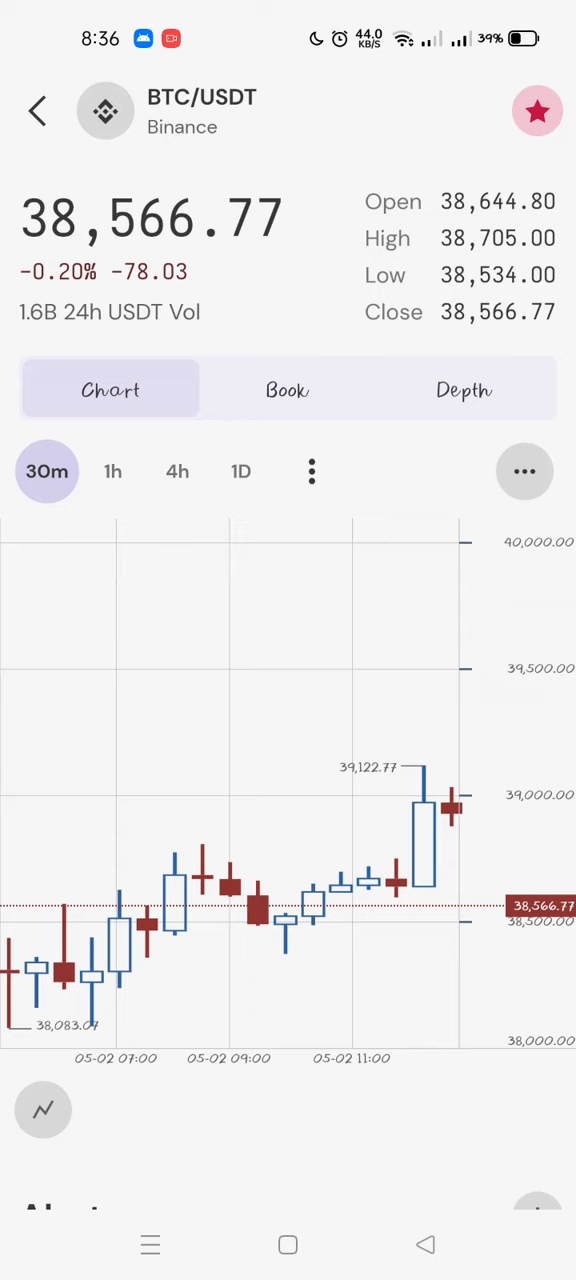 8:36 44.0 KB/S 39%
BTC/USDT
Binance
38,566.77
-0.20% -78.03
1.6B 24h USDT Vol
Open 38,644.80
High 38,705.00
Low 38,534.00
Close 38,566.77
Chart Book Depth
30m 1h 4h 1D
40,000.00
39,500.00
39,122.77
39,000.00
38,566.77
38,500.00
38,083.07
38,000.00
05-02 07:00 05-02 09:00 05-02 11:00